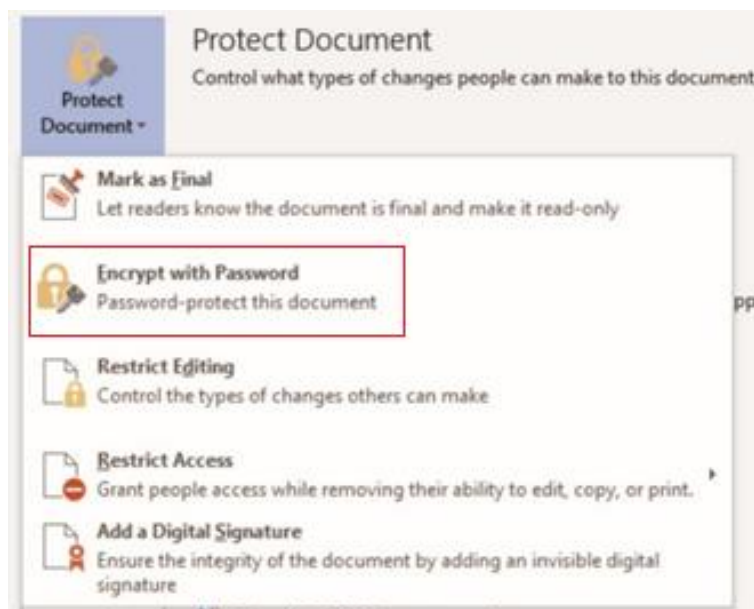 Protect Document
Control what types of changes people can make to this document
Protect
Document
Mark as Final
Let readers know the document is final and make it read-only
Encrypt with Password
Password-protect this document
Restrict Editing
Control the types of changes others can make
Restrict Access
Grant people access while removing their ability to edit, copy, or print.
Add a Digital Signature
Ensure the integrity of the document by adding an invisible digital
signature